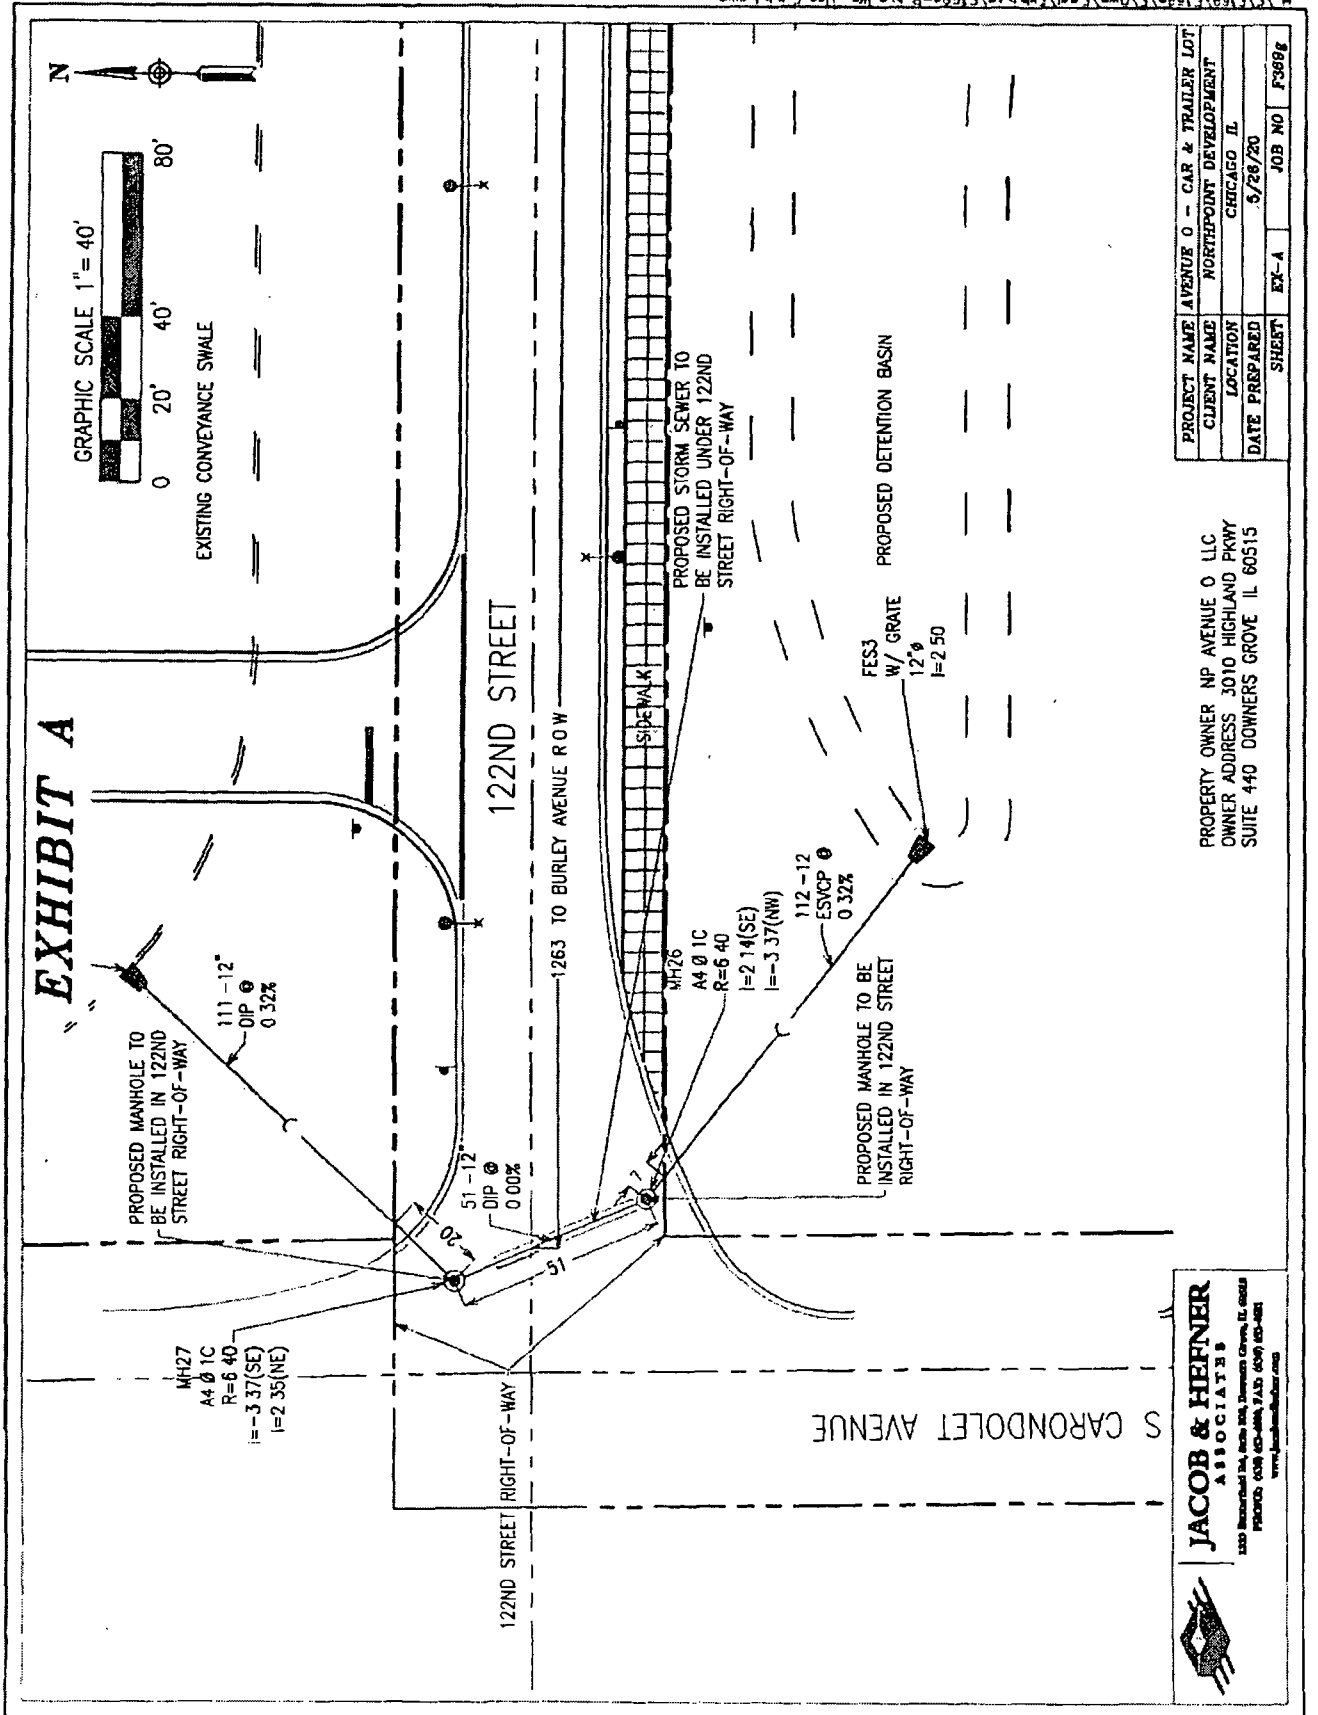 EXHIBIT A
N
GRAPHIC SCALE 1"= 40'
0 20' 40' 80'
EXISTING CONVEYANCE SWALE
PROPOSED MANHOLE TO
BE INSTALLED IN 122ND
STREET RIGHT-OF-WAY
111 -12"
DIP @
0 32%
MH27
A4 Ø 1C
R=6 40
I=-3 37(SE)
I=2 35(NE)
20
51 -12"
DIP @
0 00%
51
7
122ND STREET
1263 TO BURLEY AVENUE ROW
122ND STREET RIGHT-OF-WAY
SIDEWALK
PROPOSED STORM SEWER TO
BE INSTALLED UNDER 122ND
STREET RIGHT-OF-WAY
MH26
A4 Ø 1C
R=6 40
I=2 14(SE)
I=-3 37(NW)
112 -12
ESVCP @
0 32%
FES3
W/ GRATE
12"ø
I=2 50
PROPOSED DETENTION BASIN
PROPOSED MANHOLE TO BE
INSTALLED IN 122ND STREET
RIGHT-OF-WAY
S CARONDOLET AVENUE
JACOB & HEFNER
ASSOCIATES
PROPERTY OWNER NP AVENUE O LLC
OWNER ADDRESS 3010 HIGHLAND PKWY
SUITE 440 DOWNERS GROVE IL 60515
PROJECT NAME AVENUE O - CAR & TRAILER LOT
CLIENT NAME NORTHPOINT DEVELOPMENT
LOCATION CHICAGO IL
DATE PREPARED 5/26/20
SHEET EX-A JOB NO F369g